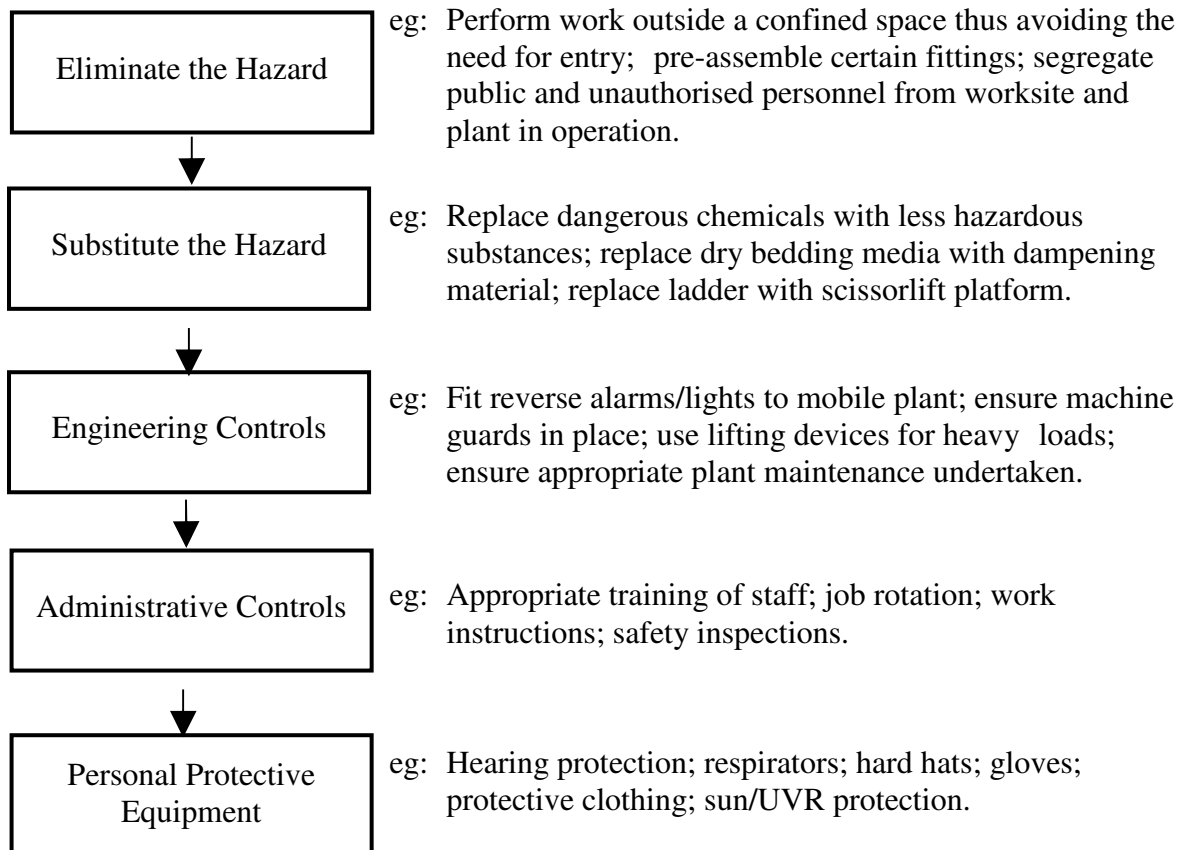 Eliminate the Hazard
eg: Perform work outside a confined space thus avoiding the
need for entry; pre-assemble certain fittings; segregate
public and unauthorised personnel from worksite and
plant in operation.
Substitute the Hazard
eg: Replace dangerous chemicals with less hazardous
substances; replace dry bedding media with dampening
material; replace ladder with scissorlift platform.
Engineering Controls
eg: Fit reverse alarms/lights to mobile plant; ensure machine
guards in place; use lifting devices for heavy loads;
ensure appropriate plant maintenance undertaken.
Administrative Controls
eg: Appropriate training of staff; job rotation; work
instructions; safety inspections.
Personal Protective
Equipment
eg: Hearing protection; respirators; hard hats; gloves;
protective clothing; sun/UVR protection.